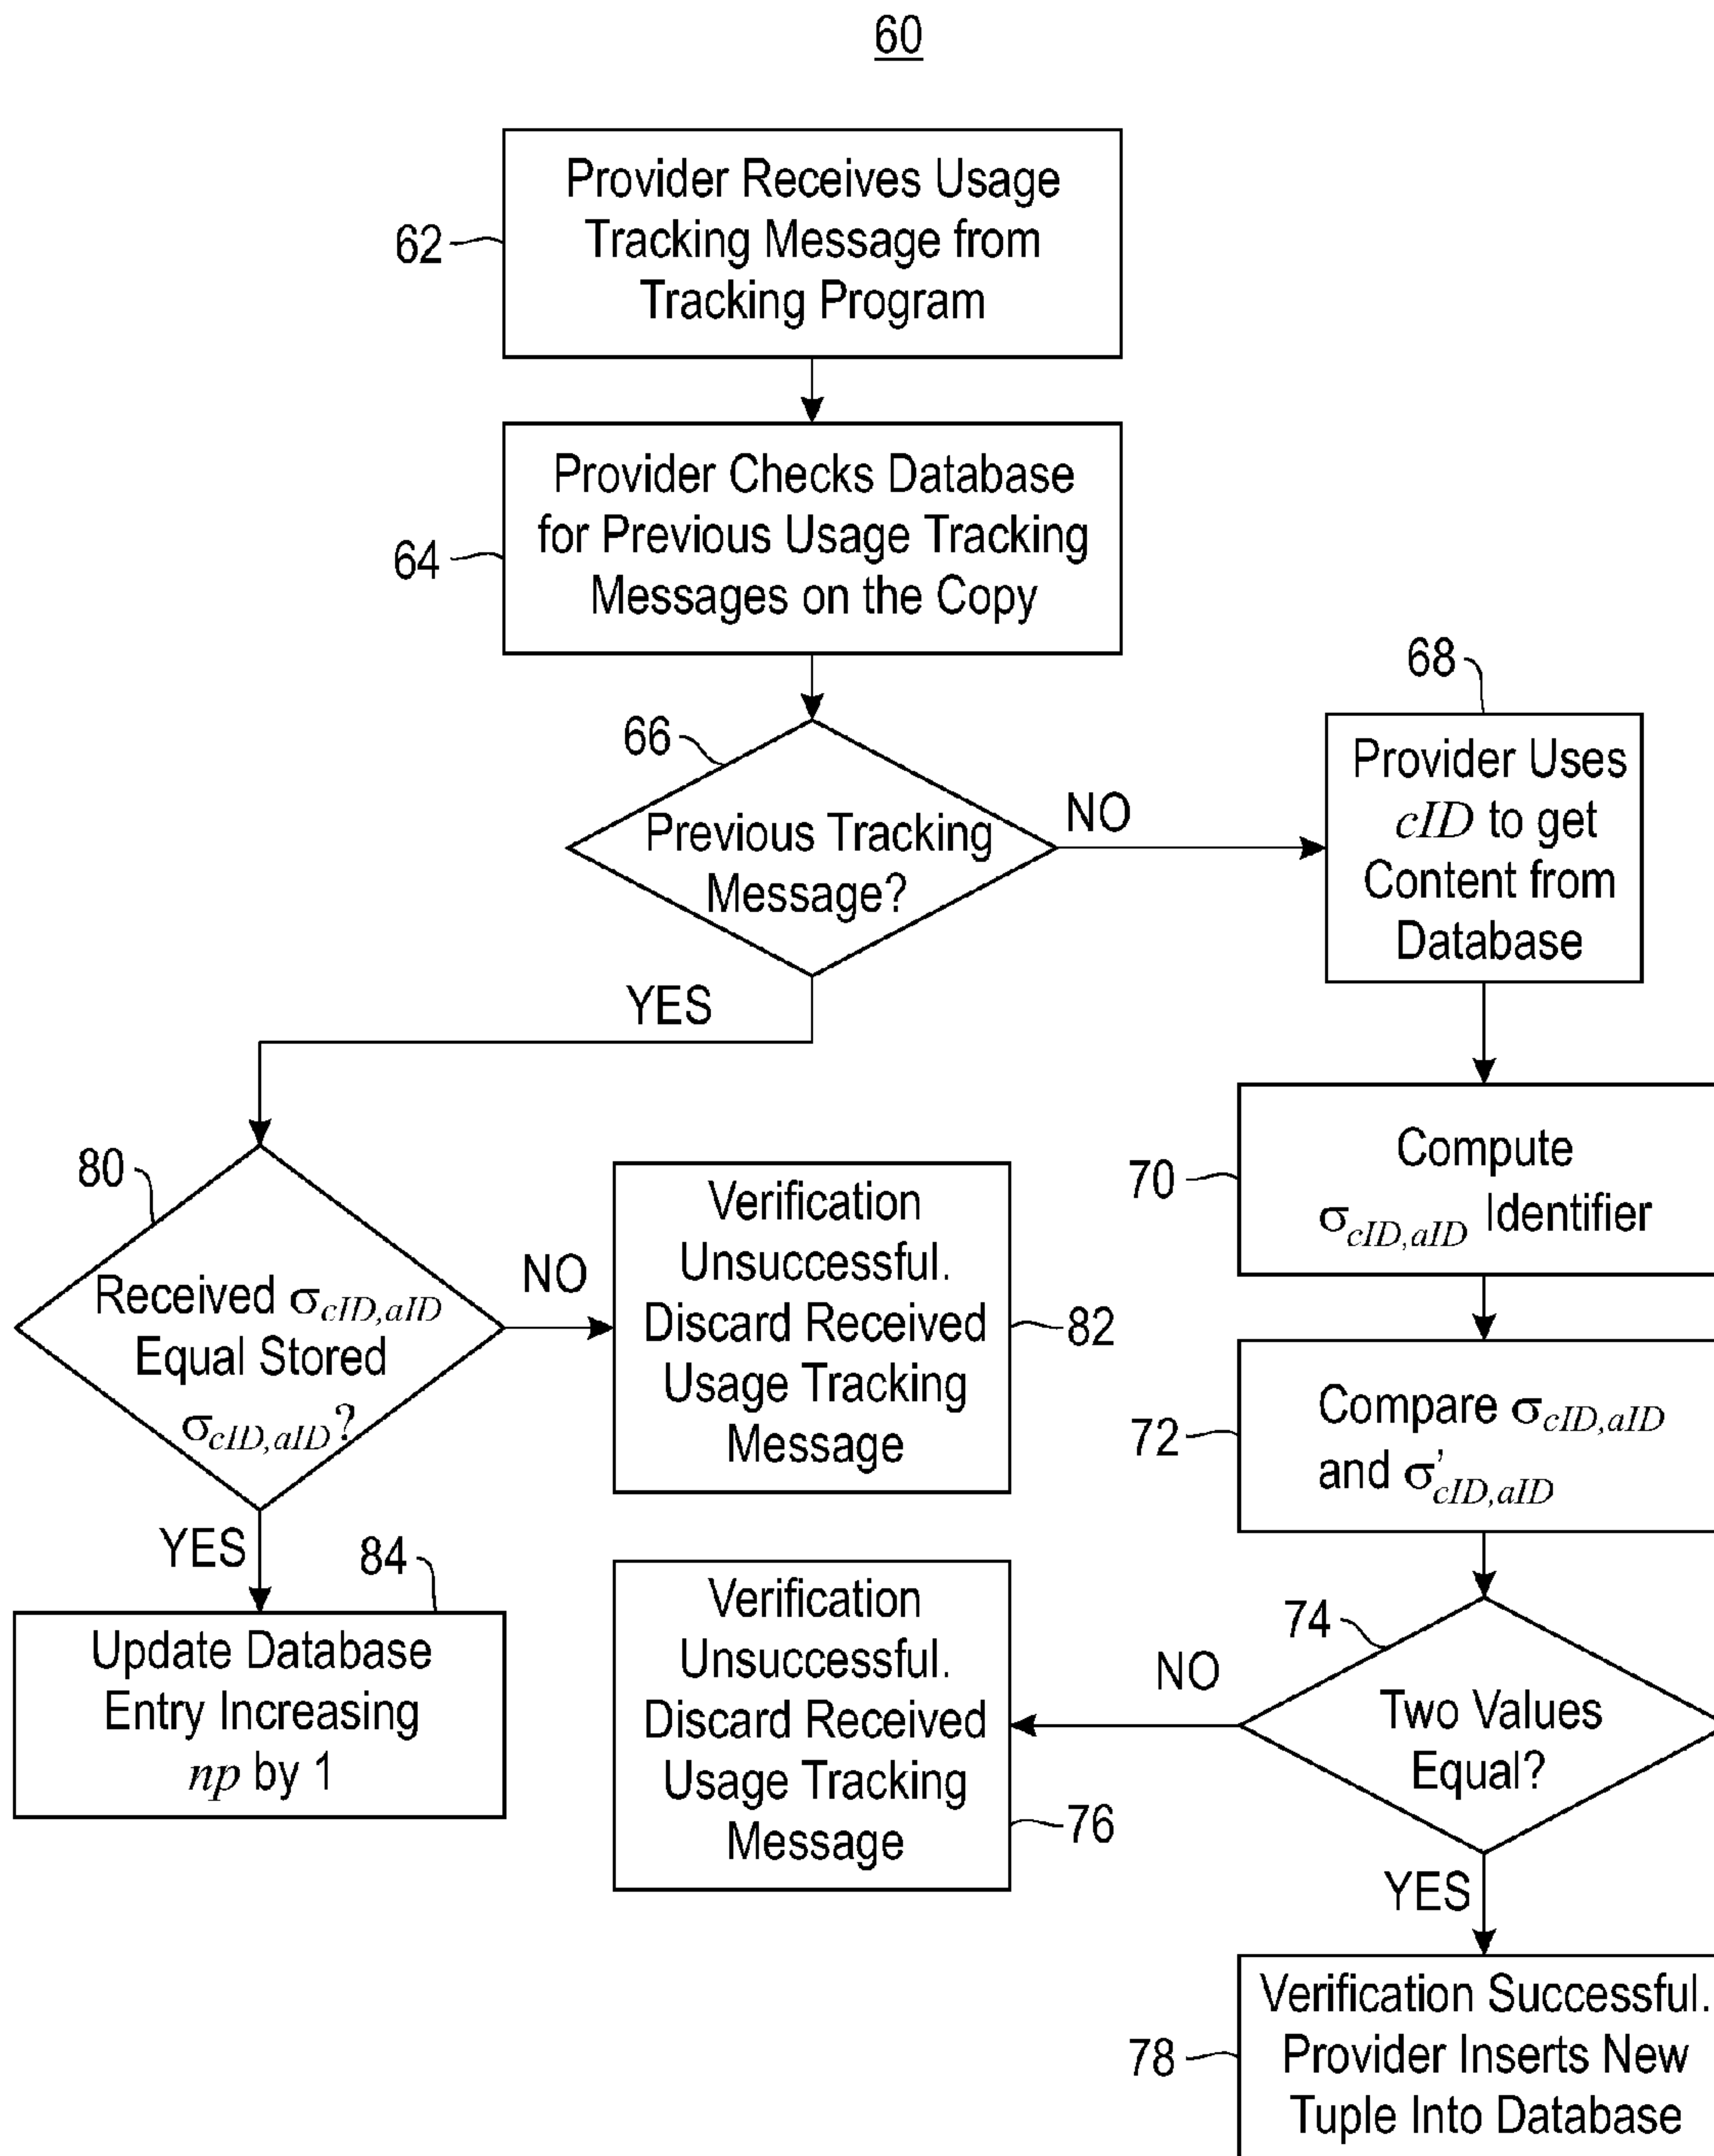 60
Provider Receives Usage
Tracking Message from
Tracking Program
62
Provider Checks Database
for Previous Usage Tracking
Messages on the Copy
64
66
Previous Tracking
Message?
NO
YES
68
Provider Uses
cID to get
Content from
Database
70
Compute
σcID,aID Identifier
72
Compare σcID,aID
and σ'cID,aID
74
Two Values
Equal?
NO
YES
Verification
Unsuccessful.
Discard Received
Usage Tracking
Message
76
78
Verification Successful.
Provider Inserts New
Tuple Into Database
80
Received σcID,aID
Equal Stored
σcID,aID?
NO
YES
Verification
Unsuccessful.
Discard Received
Usage Tracking
Message
82
84
Update Database
Entry Increasing
np by 1